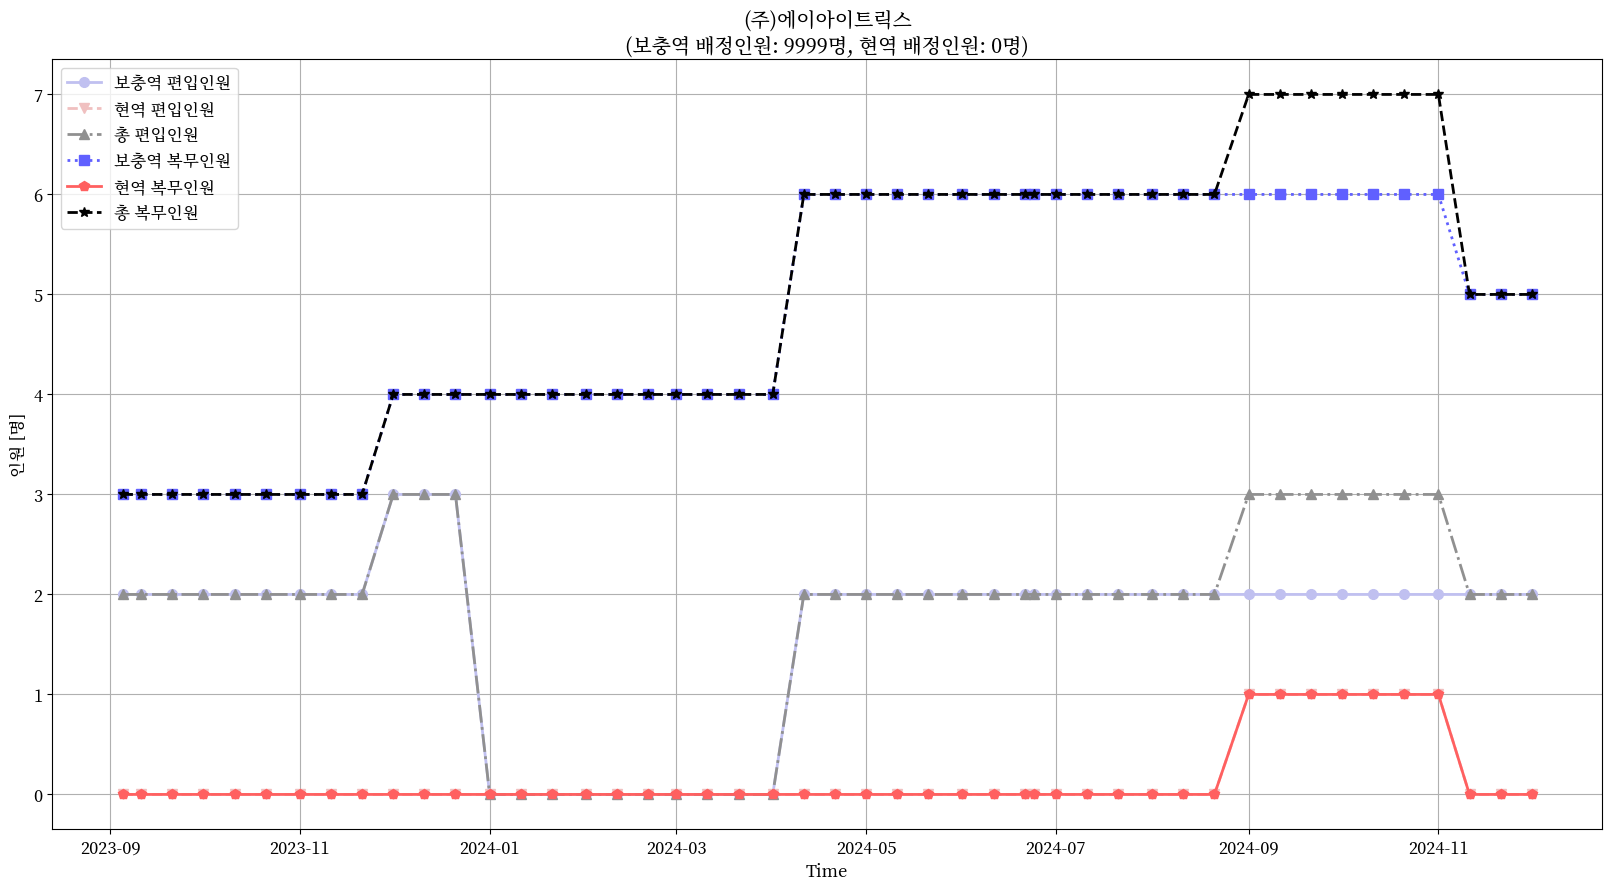 (주)에이아이트릭스
(보충역 배정인원: 9999명, 현역 배정인원: 0명)
보충역 편입인원
현역 편입인원
총 편입인원
보충역 복무인원
현역 복무인원
총 복무인원
인원 [명]
7
6
5
4
3
2
1
0
2023-09
2023-11
2024-01
2024-03
2024-05
2024-07
2024-09
2024-11
Time